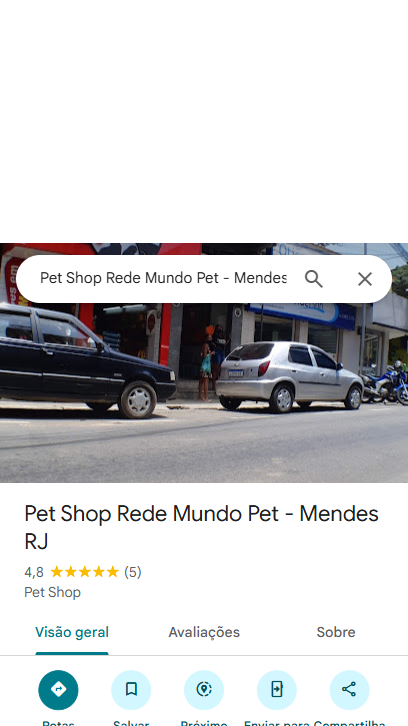 Pet Shop Rede Mundo Pet - Mendes
Pet Shop Rede Mundo Pet - Mendes
RJ
4,8 (5)
Pet Shop
Visão geral Avaliações Sobre
Rotas Salvar Próximo Enviar para Compartilha